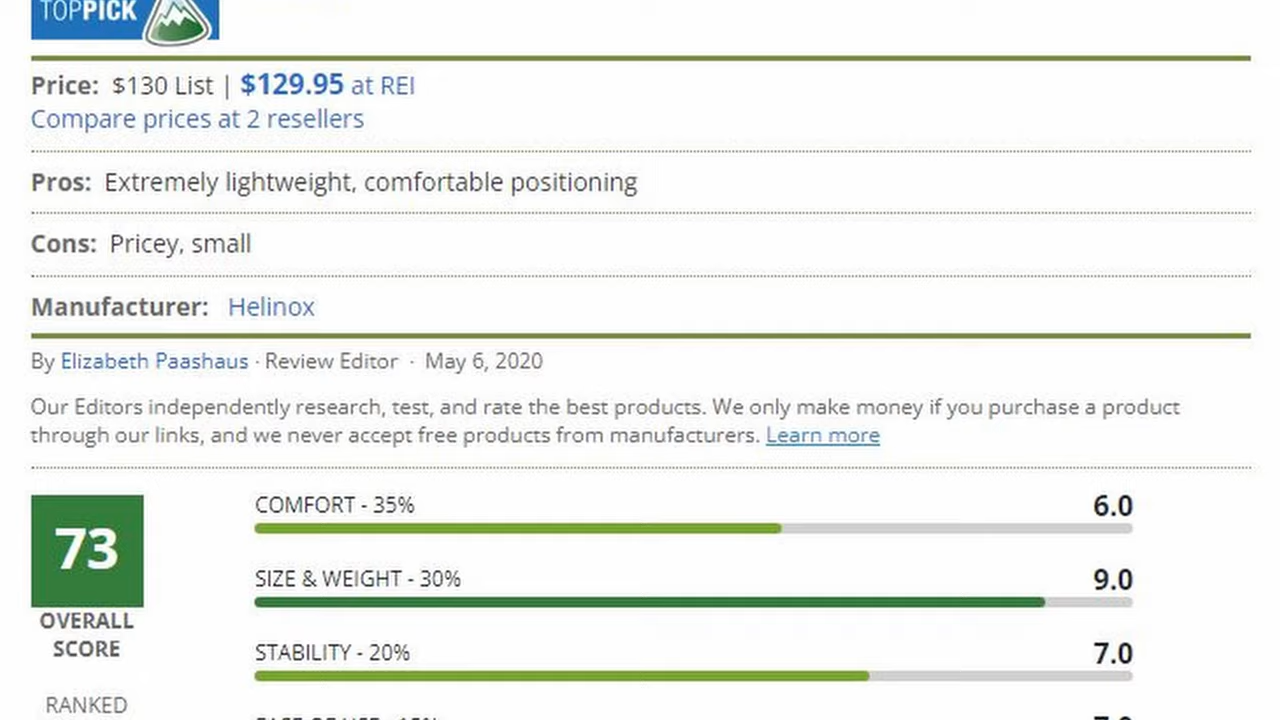 TOPPICK
Price: $130 List | $129.95 at REI
Compare prices at 2 resellers
Pros: Extremely lightweight, comfortable positioning
Cons: Pricey, small
Manufacturer: Helinox
By Elizabeth Paashaus · Review Editor · May 6, 2020
Our Editors independently research, test, and rate the best products. We only make money if you purchase a product
through our links, and we never accept free products from manufacturers. Learn more
73
OVERALL
SCORE
RANKED
COMFORT - 35% 6.0
SIZE & WEIGHT - 30% 9.0
STABILITY - 20% 7.0